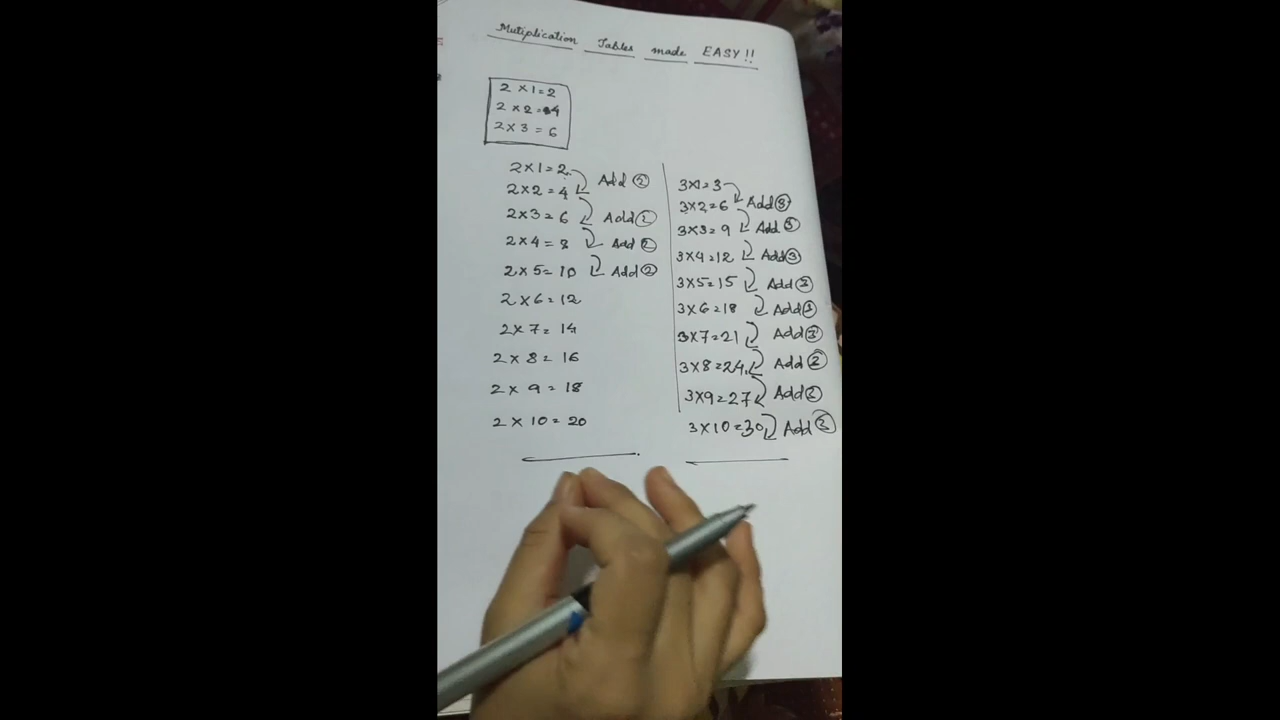 Mutiplication Tables made EASY!!
2 × 1 = 2
2 × 2 = 4
2 × 3 = 6
2 × 1 = 2
Add 2
2 × 2 = 4
2 × 3 = 6
Add 2
2 × 4 = 8
Add 2
2 × 5 = 10
Add 2
2 × 6 = 12
2 × 7 = 14
2 × 8 = 16
2 × 9 = 18
2 × 10 = 20
3 × 1 = 3
3 × 2 = 6
Add 3
3 × 3 = 9
Add 3
3 × 4 = 12
Add 3
3 × 5 = 15
Add 3
3 × 6 = 18
Add 3
3 × 7 = 21
Add 3
3 × 8 = 24
Add 3
3 × 9 = 27
Add 3
3 × 10 = 30
Add 3